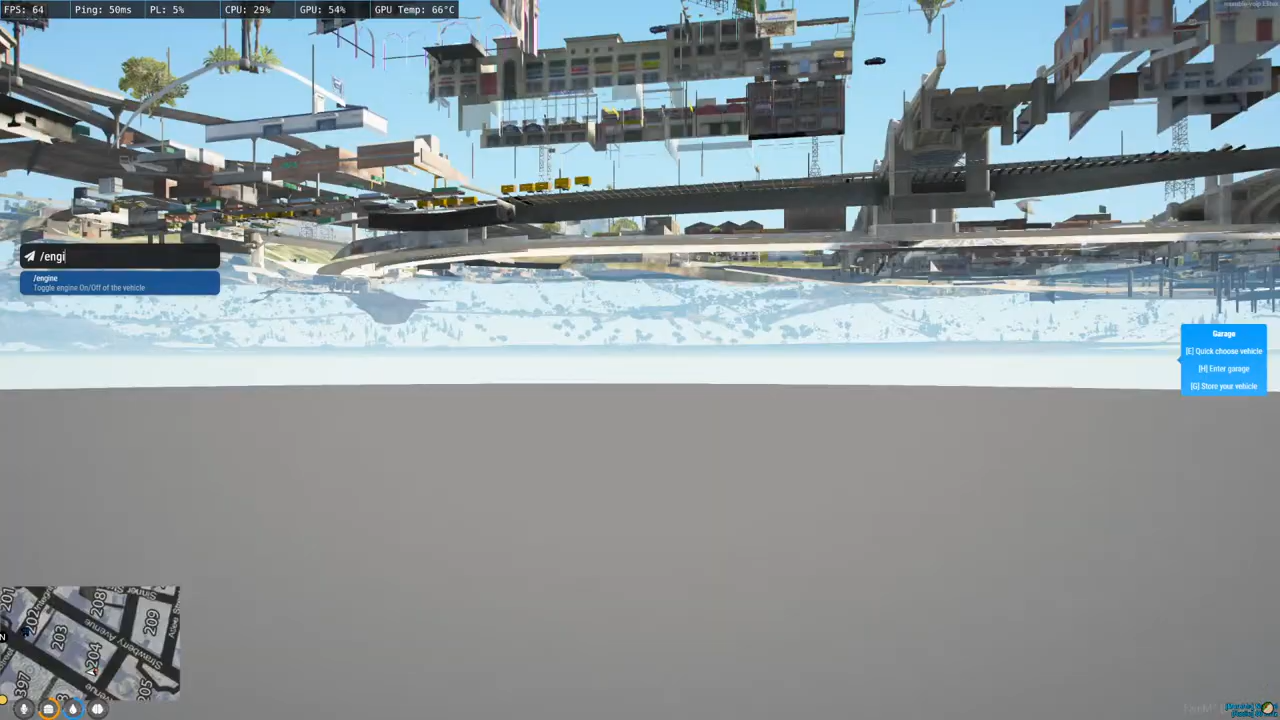 FPS: 64
Ping: 50ms
PL: 5%
CPU: 29%
GPU: 54%
GPU Temp: 66°C
/engi
/engine
Toggle engine On/Off of the vehicle
Garage
[E] Quick choose vehicle
[H] Enter garage
[G] Store your vehicle
201
202
203
204
205
208
209
397
Strawberry Avenue
N